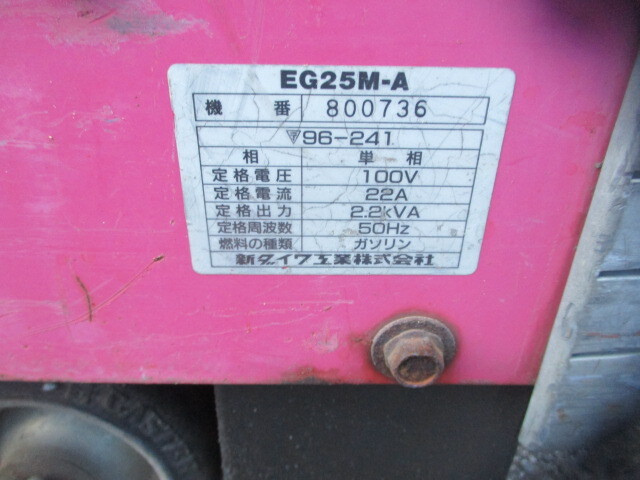 EG25M-A
機 番 800736
96-241
相 単相
定格電圧 100V
定格電流 22A
定格出力 2.2kVA
定格周波数 50Hz
燃料の種類 ガソリン
新ダイワ工業株式会社